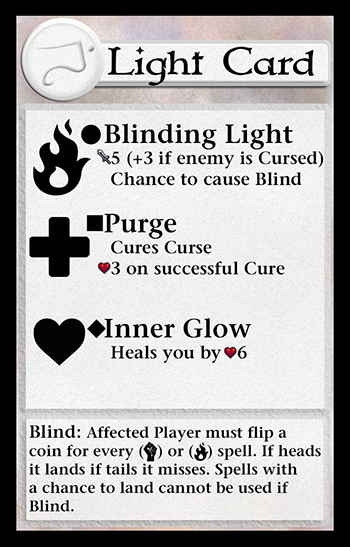 Light Card
Blinding Light
5 (+3 if enemy is Cursed)
Chance to cause Blind
Purge
Cures Curse
3 on successful Cure
Inner Glow
Heals you by 6
Blind: Affected Player must flip a
coin for every ( ) or ( ) spell. If heads
it lands if tails it misses. Spells with
a chance to land cannot be used if
Blind.